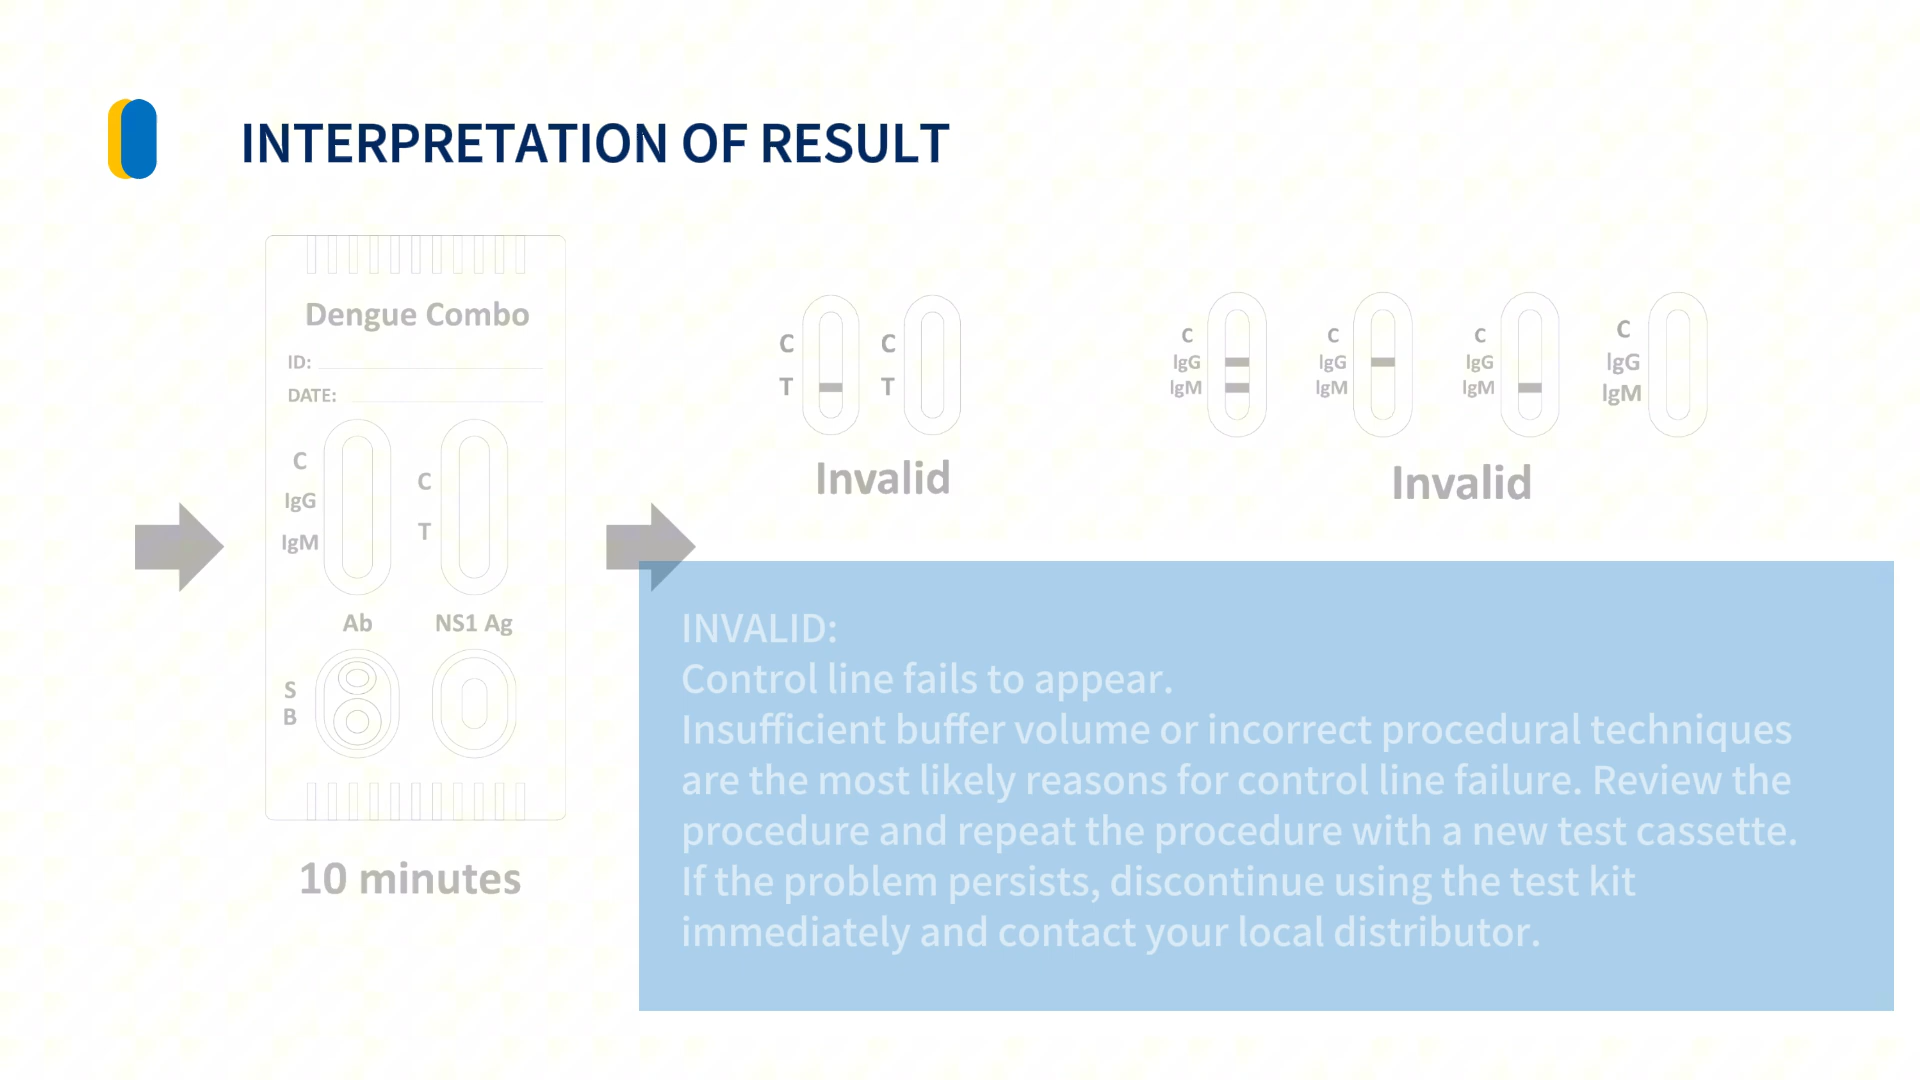 INTERPRETATION OF RESULT
Dengue Combo
ID:
DATE:
C
IgG
IgM
C
T
Ab
NS1 Ag
S
B
10 minutes
C
T
C
T
Invalid
C
IgG
IgM
C
IgG
IgM
C
IgG
IgM
C
IgG
IgM
Invalid
INVALID:
Control line fails to appear.
Insufficient buffer volume or incorrect procedural techniques
are the most likely reasons for control line failure. Review the
procedure and repeat the procedure with a new test cassette.
If the problem persists, discontinue using the test kit
immediately and contact your local distributor.